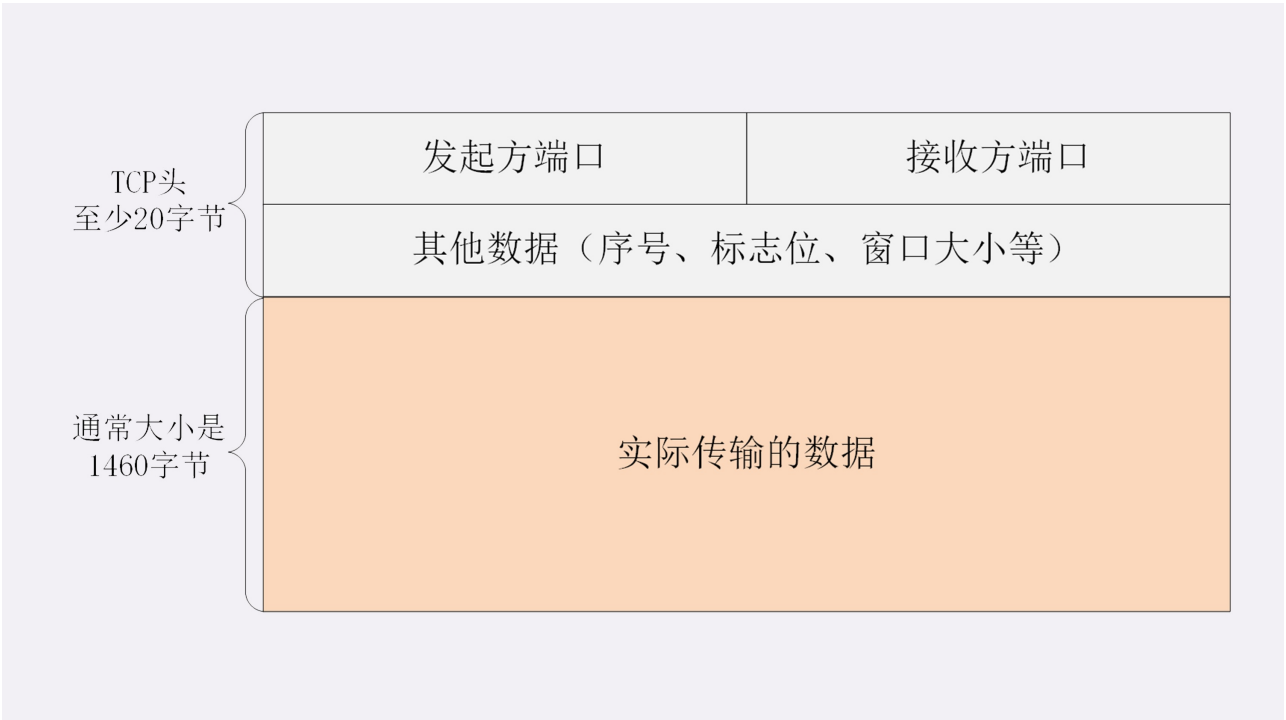 发起方端口
接收方端口
TCP头
至少20字节
其他数据（序号、标志位、窗口大小等）
通常大小是
1460字节
实际传输的数据